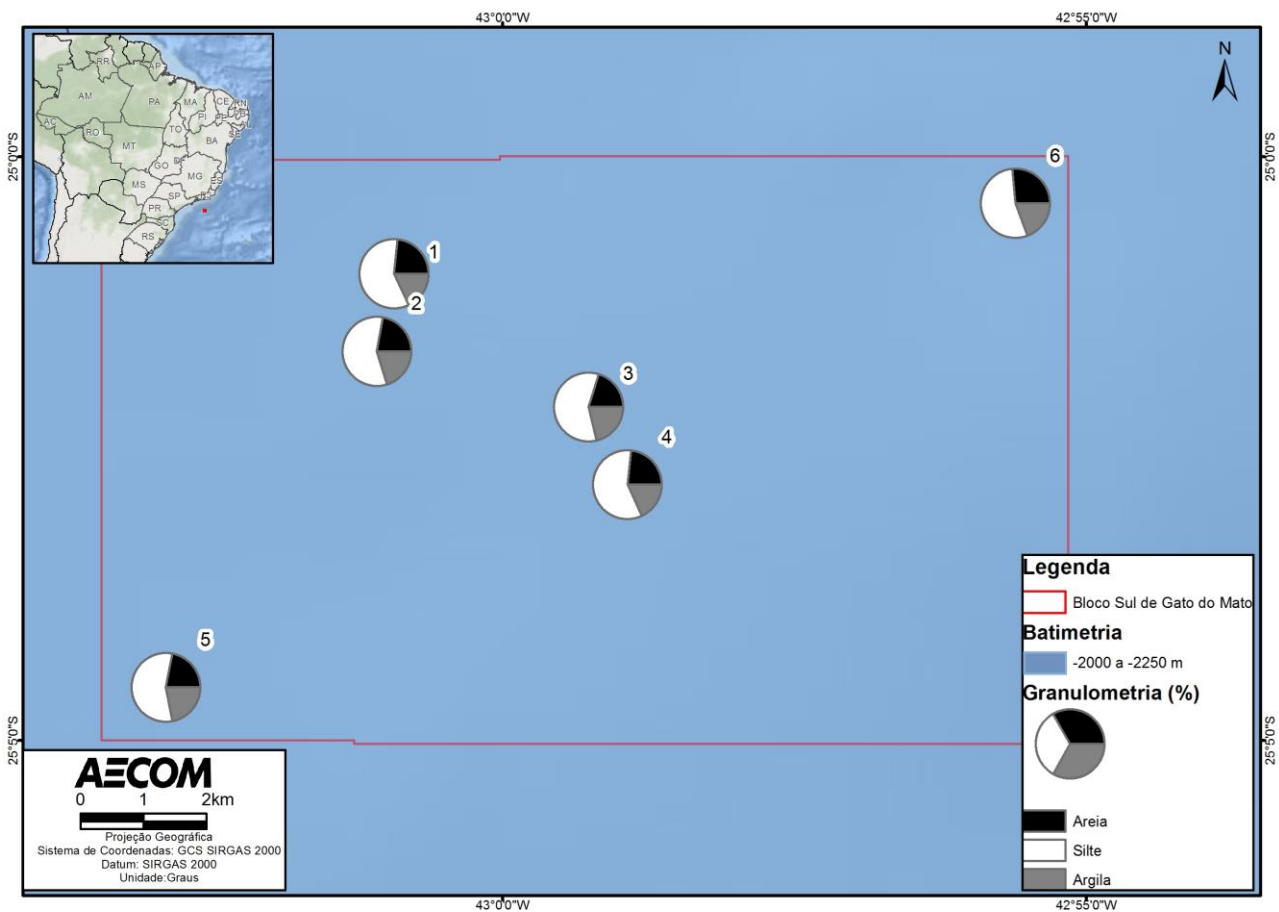 43°0'0"W
42°55'0"W
N
25°0'0"S
25°0'0"S
RR
AP
AM
PA
MA
CE
RN
PI
AC
RO
TO
SE
MT
BA
GO
DF
MG
ES
MS
SP
PR
SC
RS
6
1
2
3
4
5
25°5'0"S
25°5'0"S
Legenda
Bloco Sul de Gato do Mato
Batimetria
-2000 a -2250 m
Granulometria (%)
Areia
Silte
Argila
AECOM
0 1 2km
Projeção Geográfica
Sistema de Coordenadas: GCS SIRGAS 2000
Datum: SIRGAS 2000
Unidade:Graus
43°0'0"W
42°55'0"W